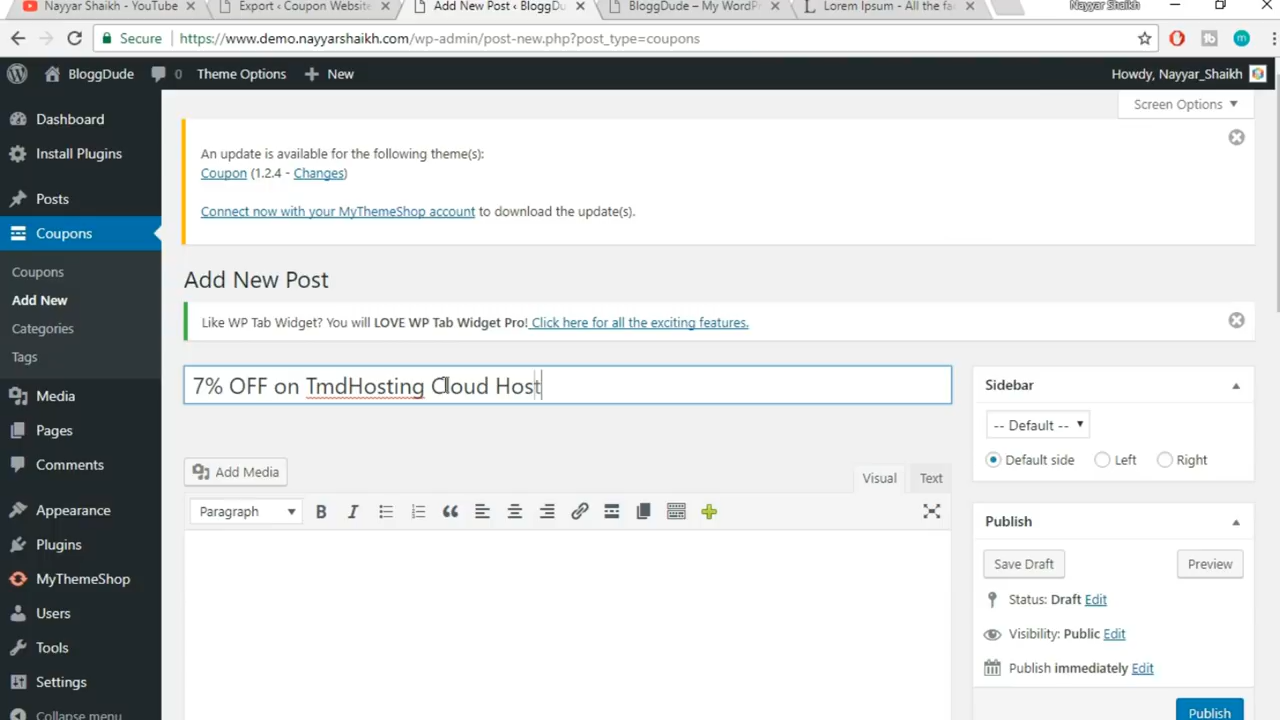 Nayyar Shaikh - YouTube
Export ‹ Coupon Website
Add New Post ‹ BloggDu
BloggDude – My WordPr
Lorem Ipsum - All the fa
Nayyar Shaikh
Secure
https://www.demo.nayyarshaikh.com/wp-admin/post-new.php?post_type=coupons
BloggDude
0
Theme Options
New
Howdy, Nayyar_Shaikh
Screen Options
Dashboard
Install Plugins
Posts
Coupons
Coupons
Add New
Categories
Tags
Media
Pages
Comments
Appearance
Plugins
MyThemeShop
Users
Tools
Settings
Collapse menu
An update is available for the following theme(s):
Coupon (1.2.4 - Changes)
Connect now with your MyThemeShop account to download the update(s).
Add New Post
Like WP Tab Widget? You will LOVE WP Tab Widget Pro! Click here for all the exciting features.
7% OFF on TmdHosting Cloud Host
Add Media
Visual
Text
Paragraph
B
I
Sidebar
-- Default --
Default side
Left
Right
Publish
Save Draft
Preview
Status: Draft Edit
Visibility: Public Edit
Publish immediately Edit
Publish